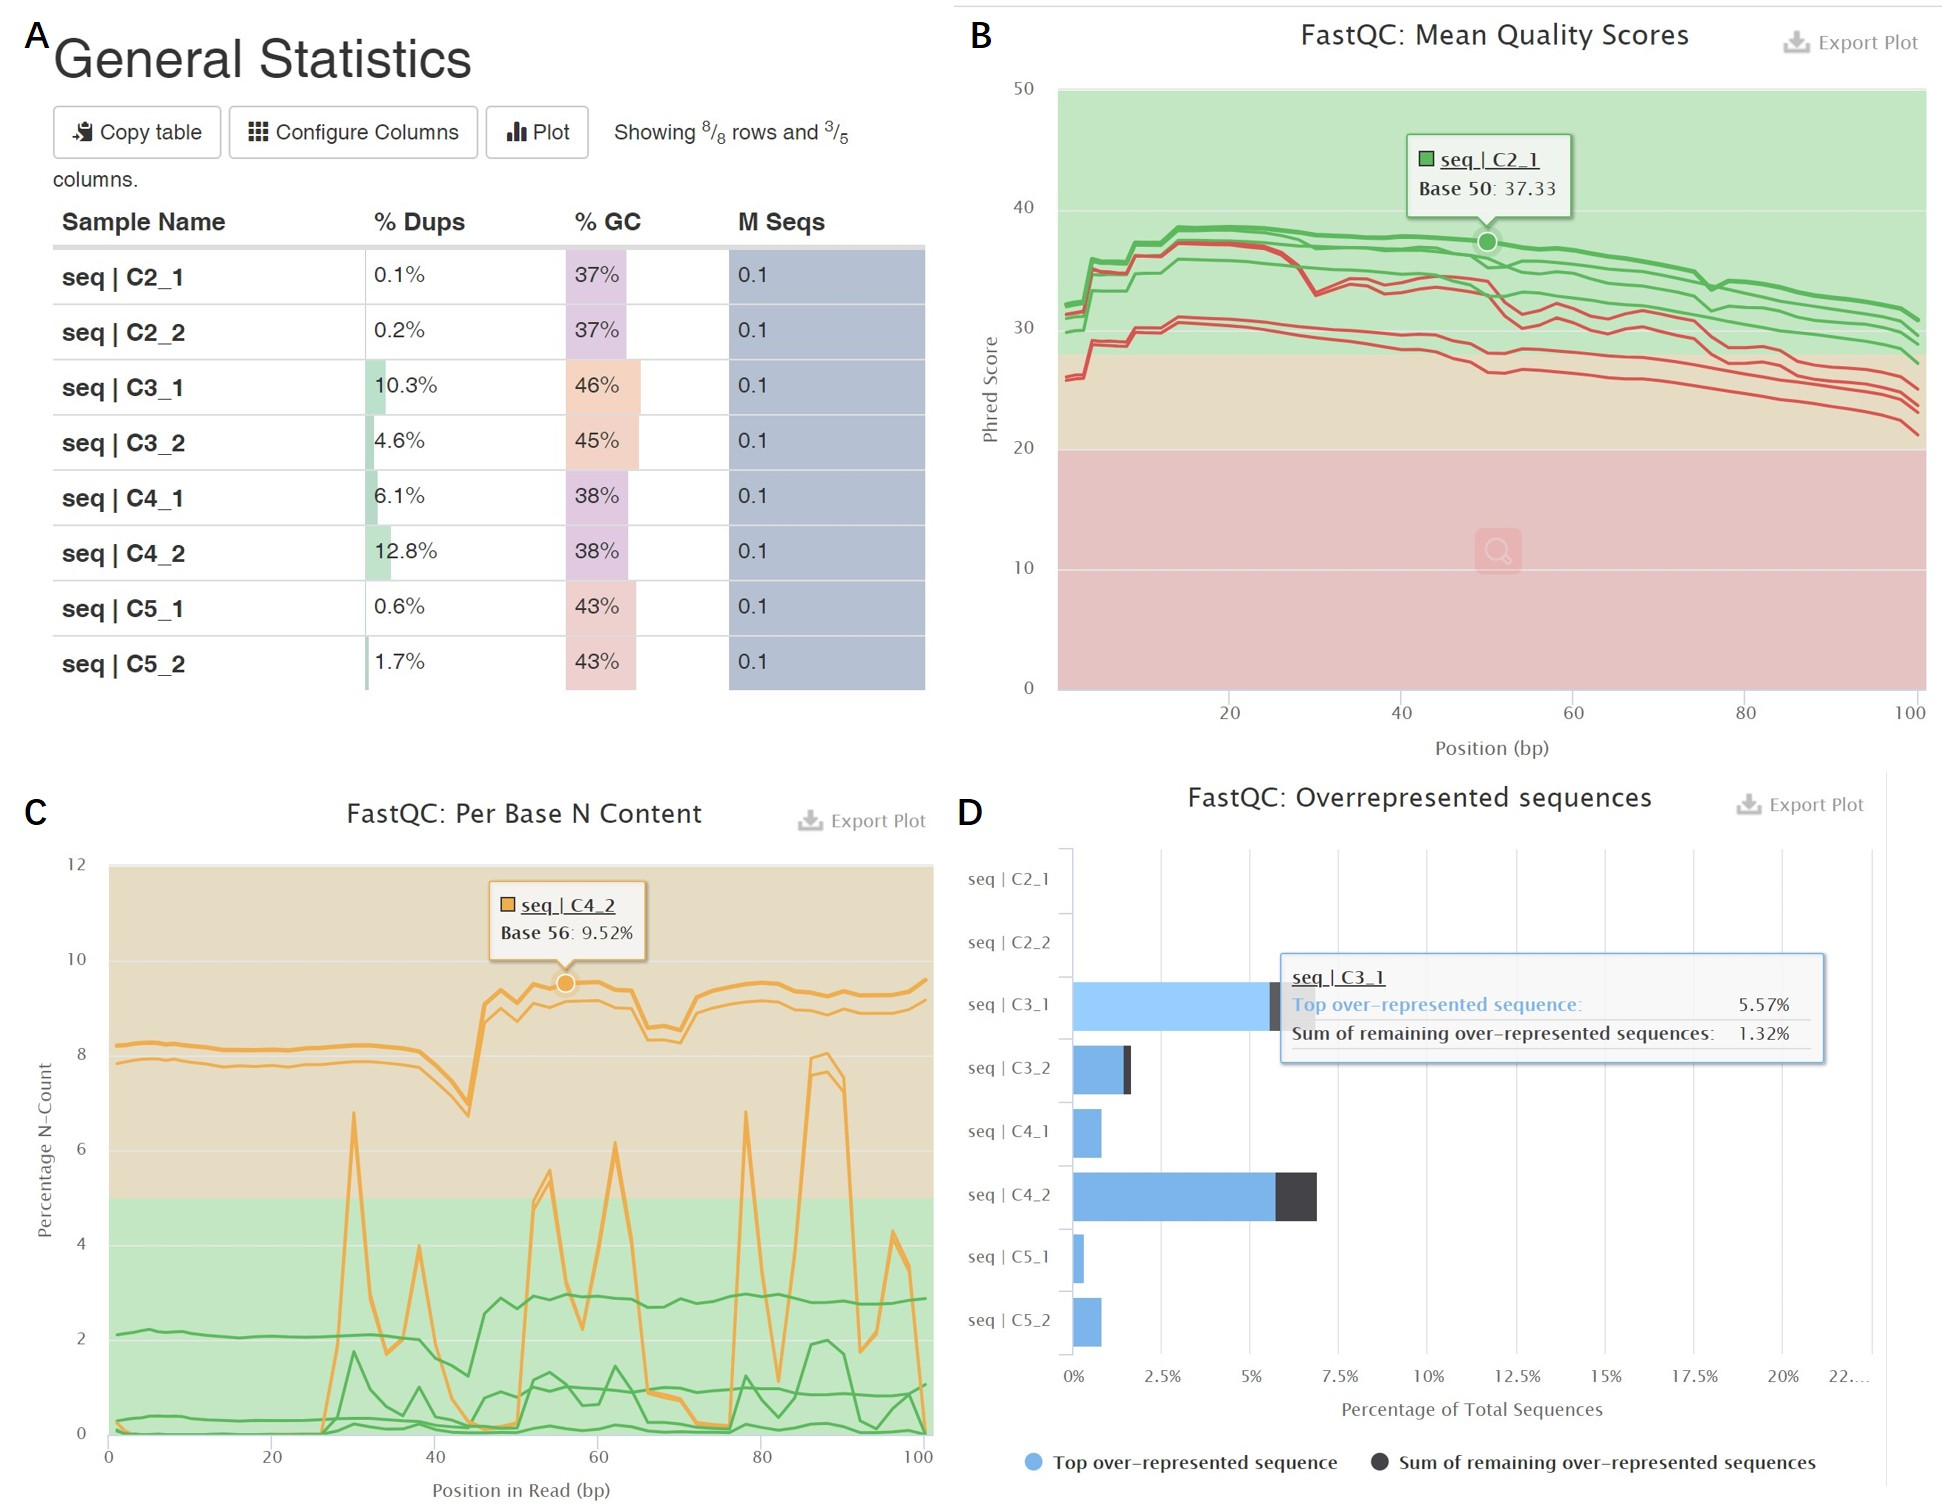 A
General Statistics
Copy table
Configure Columns
Plot
Showing 8/8 rows and 3/5
columns.
Sample Name % Dups % GC M Seqs
seq | C2_1 0.1% 37% 0.1
seq | C2_2 0.2% 37% 0.1
seq | C3_1 10.3% 46% 0.1
seq | C3_2 4.6% 45% 0.1
seq | C4_1 6.1% 38% 0.1
seq | C4_2 12.8% 38% 0.1
seq | C5_1 0.6% 43% 0.1
seq | C5_2 1.7% 43% 0.1
B
FastQC: Mean Quality Scores
Export Plot
50
40
30
20
10
0
Phred Score
seq | C2_1
Base 50: 37.33
20 40 60 80 100
Position (bp)
C
FastQC: Per Base N Content
Export Plot
12
10
8
6
4
2
0
Percentage N-Count
seq | C4_2
Base 56: 9.52%
0 20 40 60 80 100
Position in Read (bp)
D
FastQC: Overrepresented sequences
Export Plot
seq | C2_1
seq | C2_2
seq | C3_1
seq | C3_2
seq | C4_1
seq | C4_2
seq | C5_1
seq | C5_2
seq | C3_1
Top over-represented sequence: 5.57%
Sum of remaining over-represented sequences: 1.32%
0% 2.5% 5% 7.5% 10% 12.5% 15% 17.5% 20% 22....
Percentage of Total Sequences
Top over-represented sequence
Sum of remaining over-represented sequences